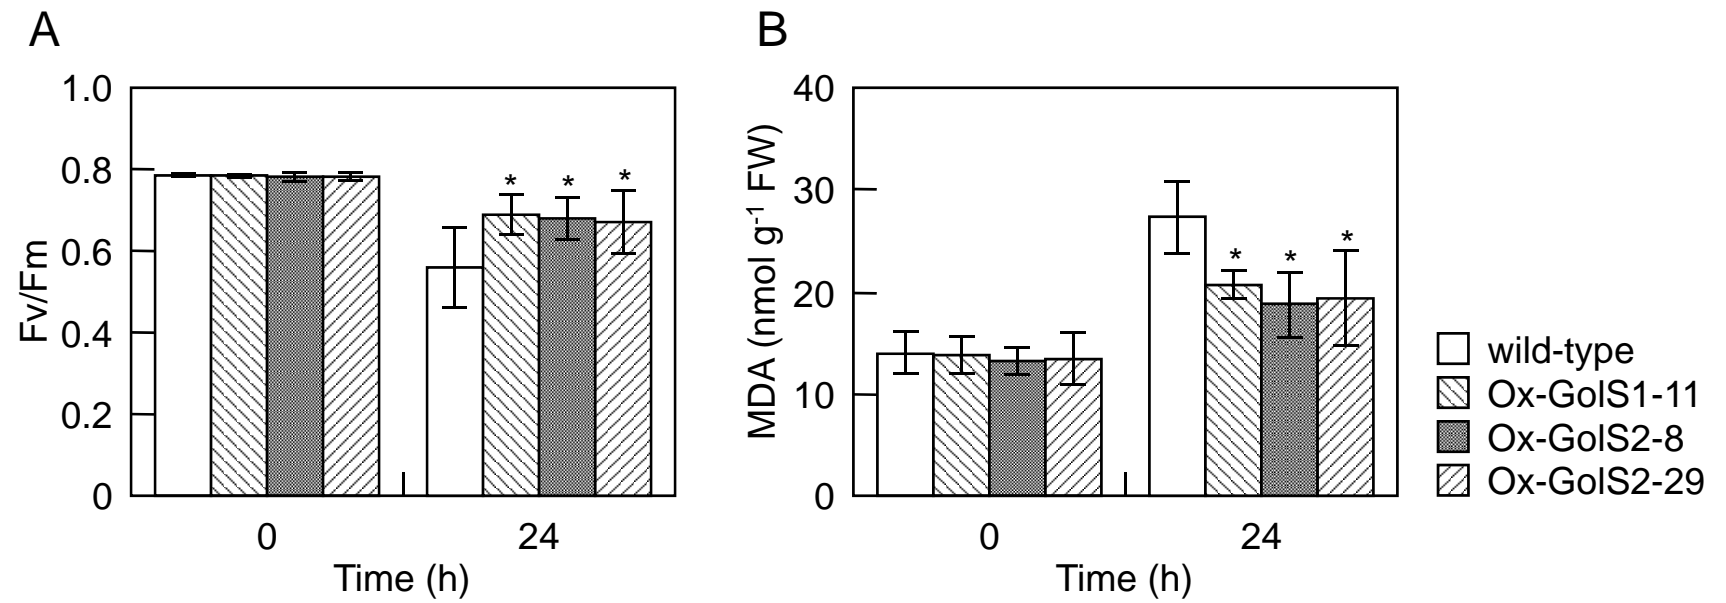 A
1.0
0.8
0.6
0.4
0.2
0
Fv/Fm
* * *
0 24
Time (h)
B
40
30
20
10
0
MDA (nmol g-1 FW)
* * *
0 24
Time (h)
wild-type
Ox-GolS1-11
Ox-GolS2-8
Ox-GolS2-29